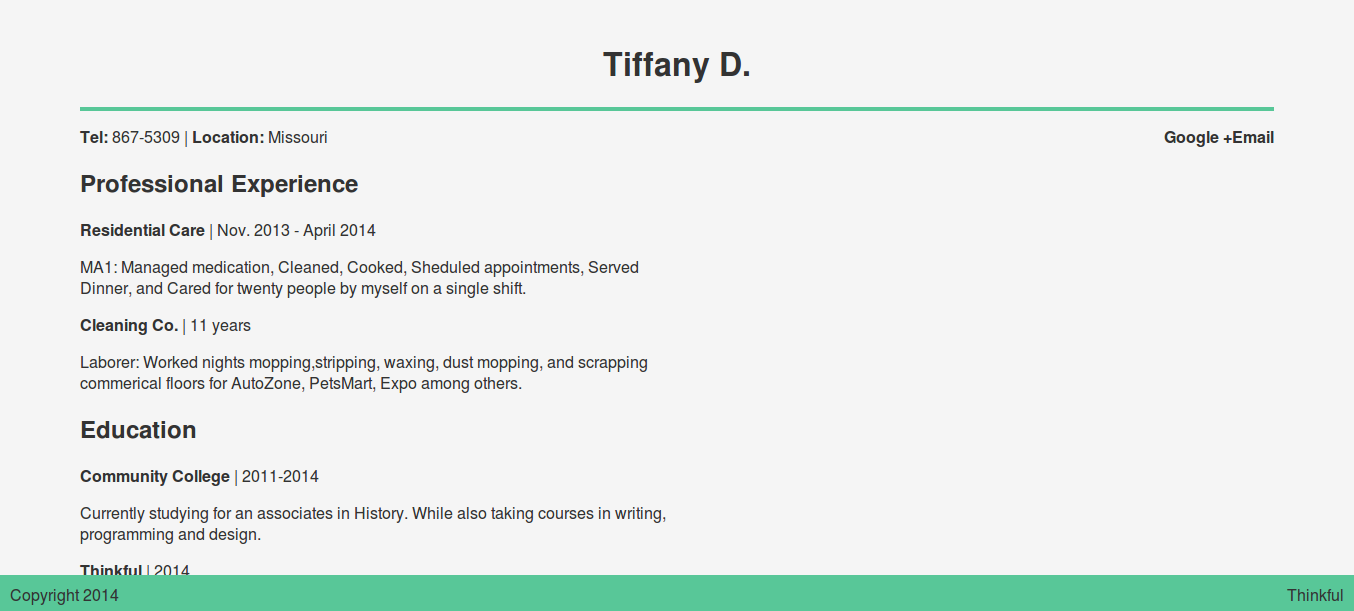 Tiffany D.
Tel: 867-5309 | Location: Missouri
Google +Email
Professional Experience
Residential Care | Nov. 2013 - April 2014
MA1: Managed medication, Cleaned, Cooked, Sheduled appointments, Served
Dinner, and Cared for twenty people by myself on a single shift.
Cleaning Co. | 11 years
Laborer: Worked nights mopping,stripping, waxing, dust mopping, and scrapping
commerical floors for AutoZone, PetsMart, Expo among others.
Education
Community College | 2011-2014
Currently studying for an associates in History. While also taking courses in writing,
programming and design.
Thinkful | 2014
Copyright 2014
Thinkful